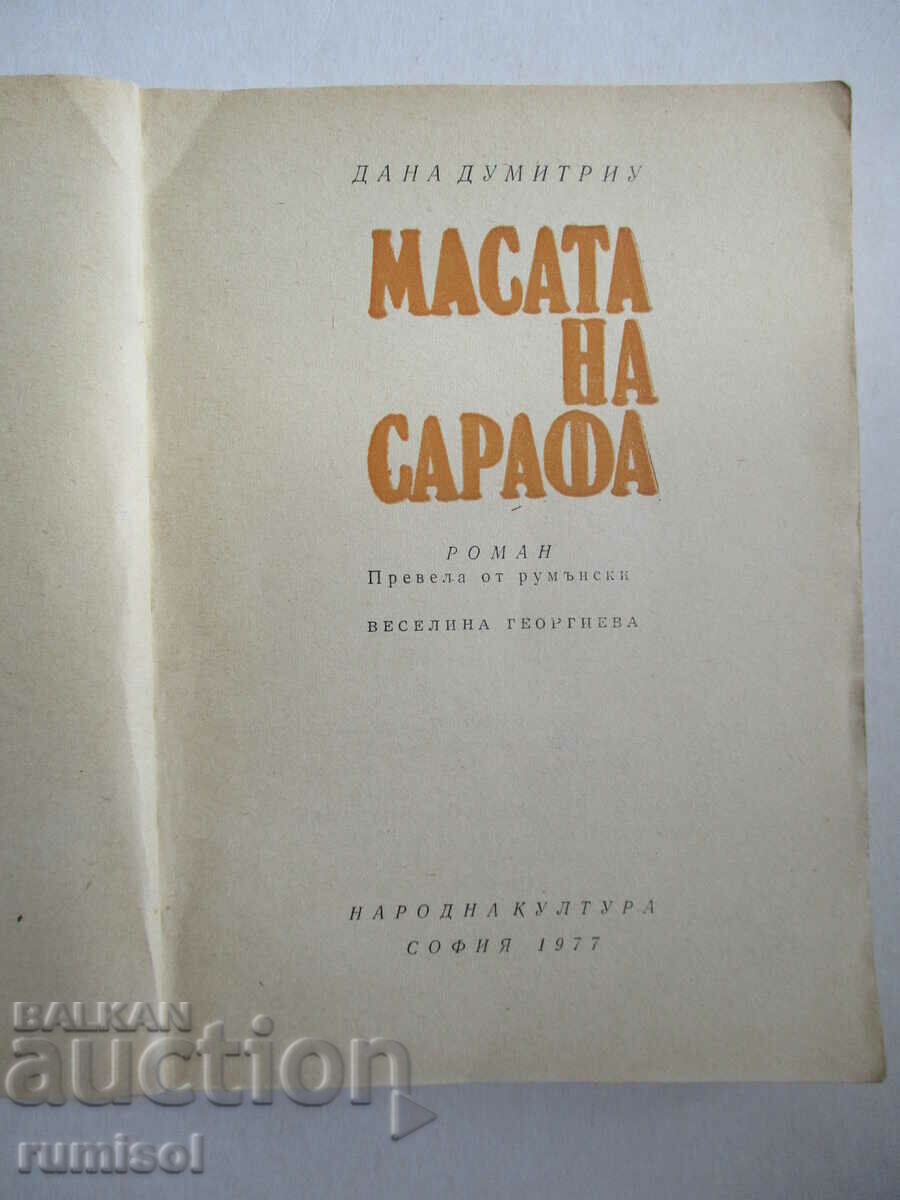 ДАНА ДУМИТРИУ
МАСАТА
НА
САРАФА
РОМАН
Превела от румънски
ВЕСЕЛИНА ГЕОРГИЕВА
НАРОДНА КУЛТУРА
СОФИЯ 1977
BALKAN
auction
rumisol